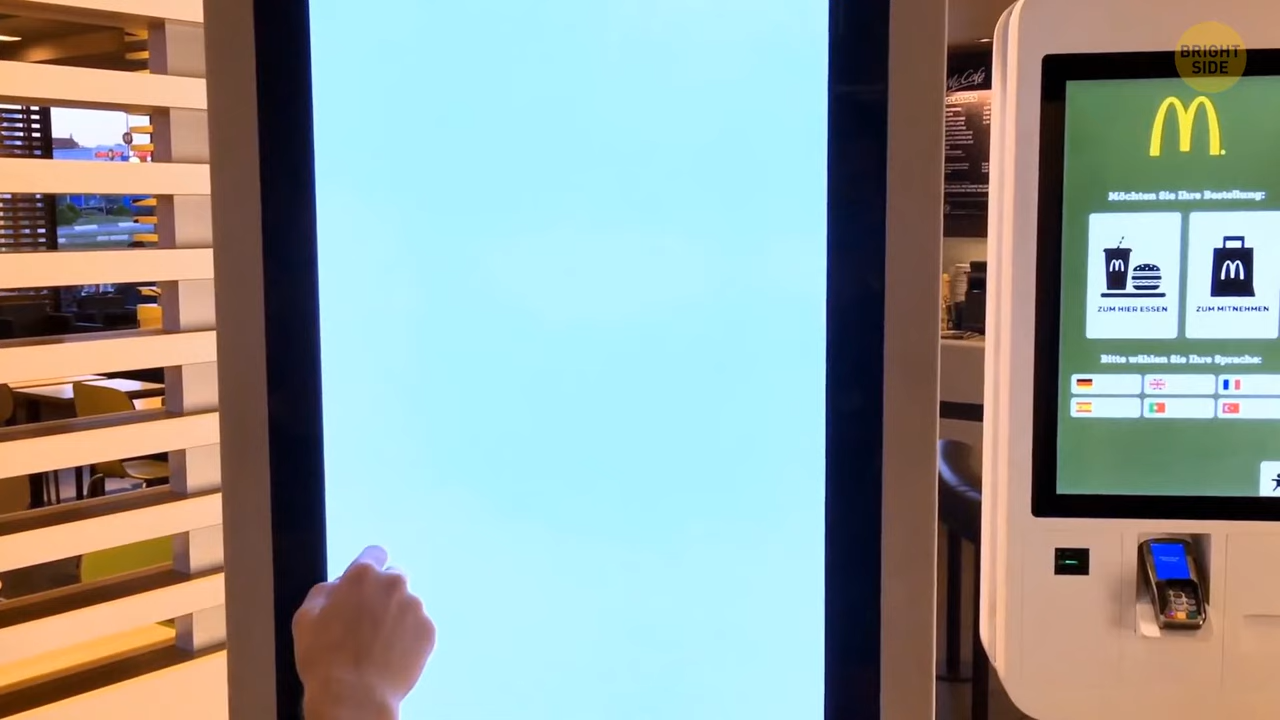 BRIGHT
SIDE
McCafé
CLASSICS
M
Möchten Sie Ihre Bestellung:
ZUM HIER ESSEN
ZUM MITNEHMEN
Bitte wählen Sie Ihre Sprache: